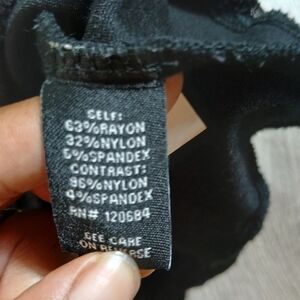 SELF:
63%RAYON
32%NYLON
5%SPANDEX
CONTRAST:
96%NYLON
4%SPANDEX
RN# 120684
SEE CARE
ON REVERSE